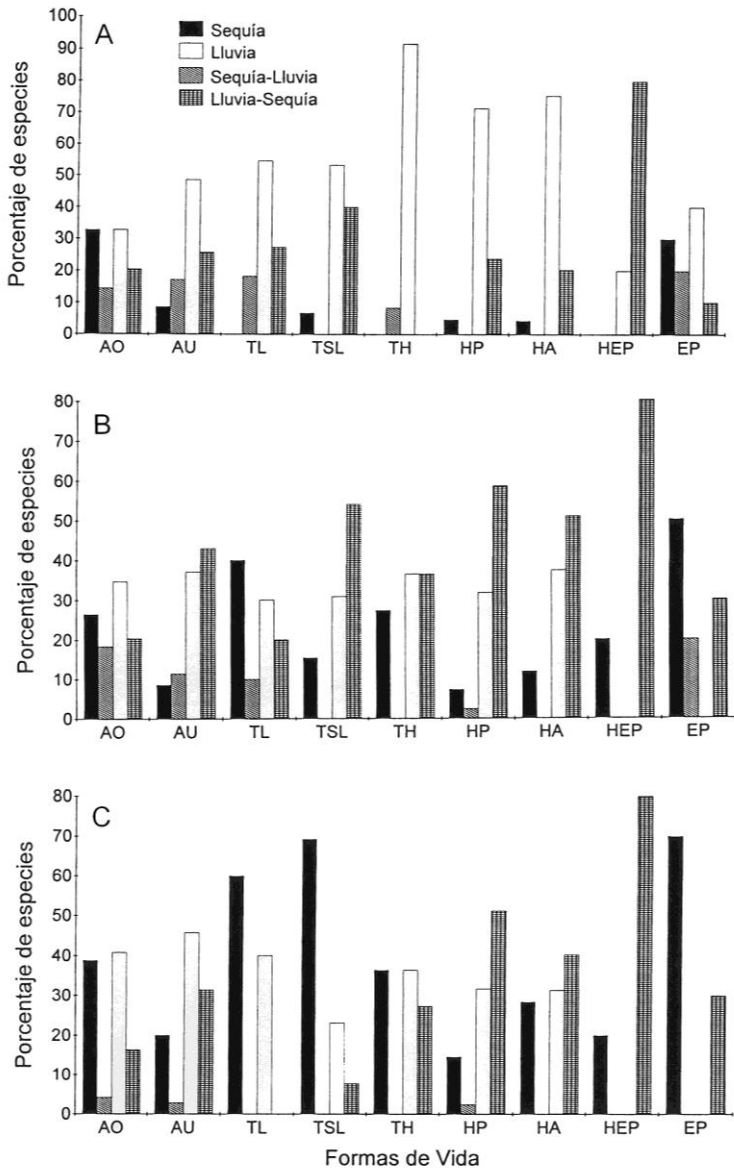 A
Sequía
Lluvia
Sequía-Lluvia
Lluvia-Sequía
Porcentaje de especies
100
90
80
70
60
50
40
30
20
10
0
AO AU TL TSL TH HP HA HEP EP
B
Porcentaje de especies
80
70
60
50
40
30
20
10
0
AO AU TL TSL TH HP HA HEP EP
C
Porcentaje de especies
80
70
60
50
40
30
20
10
0
AO AU TL TSL TH HP HA HEP EP
Formas de Vida